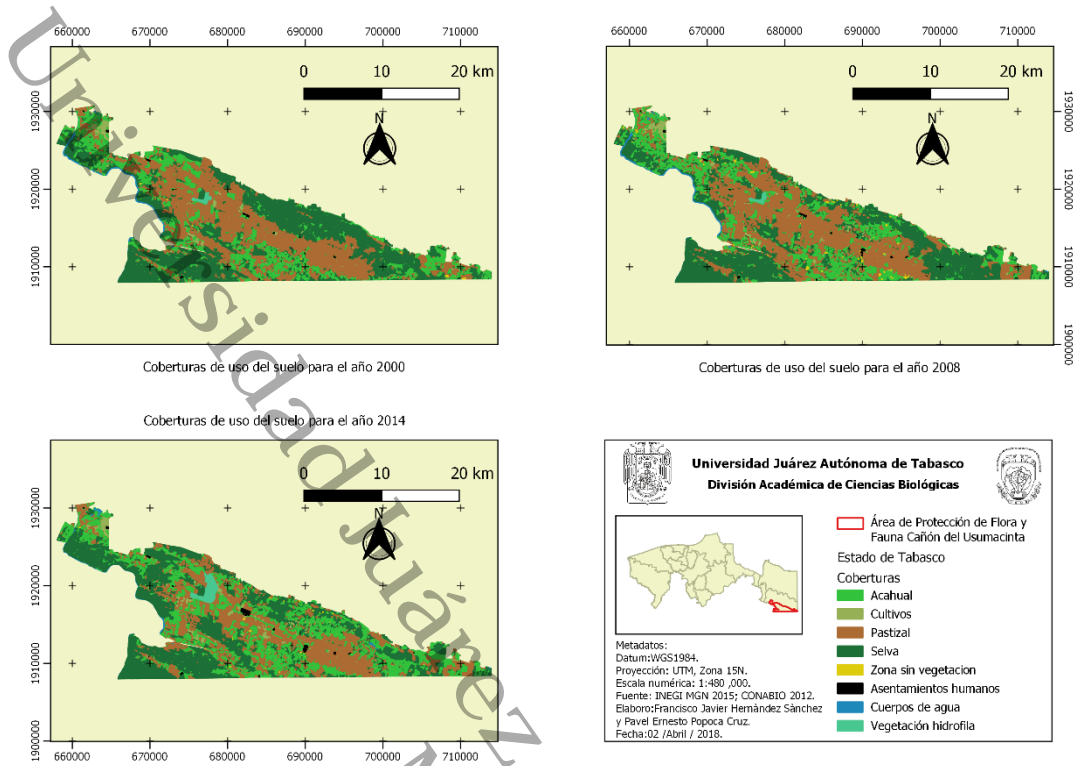 660000 670000 680000 690000 700000 710000
0 10 20 km
N
1930000
1920000
1910000
Coberturas de uso del suelo para el año 2000
660000 670000 680000 690000 700000 710000
0 10 20 km
N
1930000
1920000
1910000
1900000
Coberturas de uso del suelo para el año 2008
Coberturas de uso del suelo para el año 2014
0 10 20 km
N
1930000
1920000
1910000
1900000
660000 670000 680000 690000 700000 710000
Universidad Juárez Autónoma de Tabasco
División Académica de Ciencias Biológicas
Área de Protección de Flora y
Fauna Cañón del Usumacinta
Estado de Tabasco
Coberturas
Acahual
Cultivos
Pastizal
Selva
Zona sin vegetacion
Asentamientos humanos
Cuerpos de agua
Vegetación hidrofila
Metadatos:
Datum:WGS1984.
Proyección: UTM, Zona 15N.
Escala numérica: 1:480 ,000.
Fuente: INEGI MGN 2015; CONABIO 2012.
Elaboro:Francisco Javier Hernández Sánchez
y Pavel Ernesto Popoca Cruz.
Fecha:02 /Abril / 2018.
Universidad Juárez